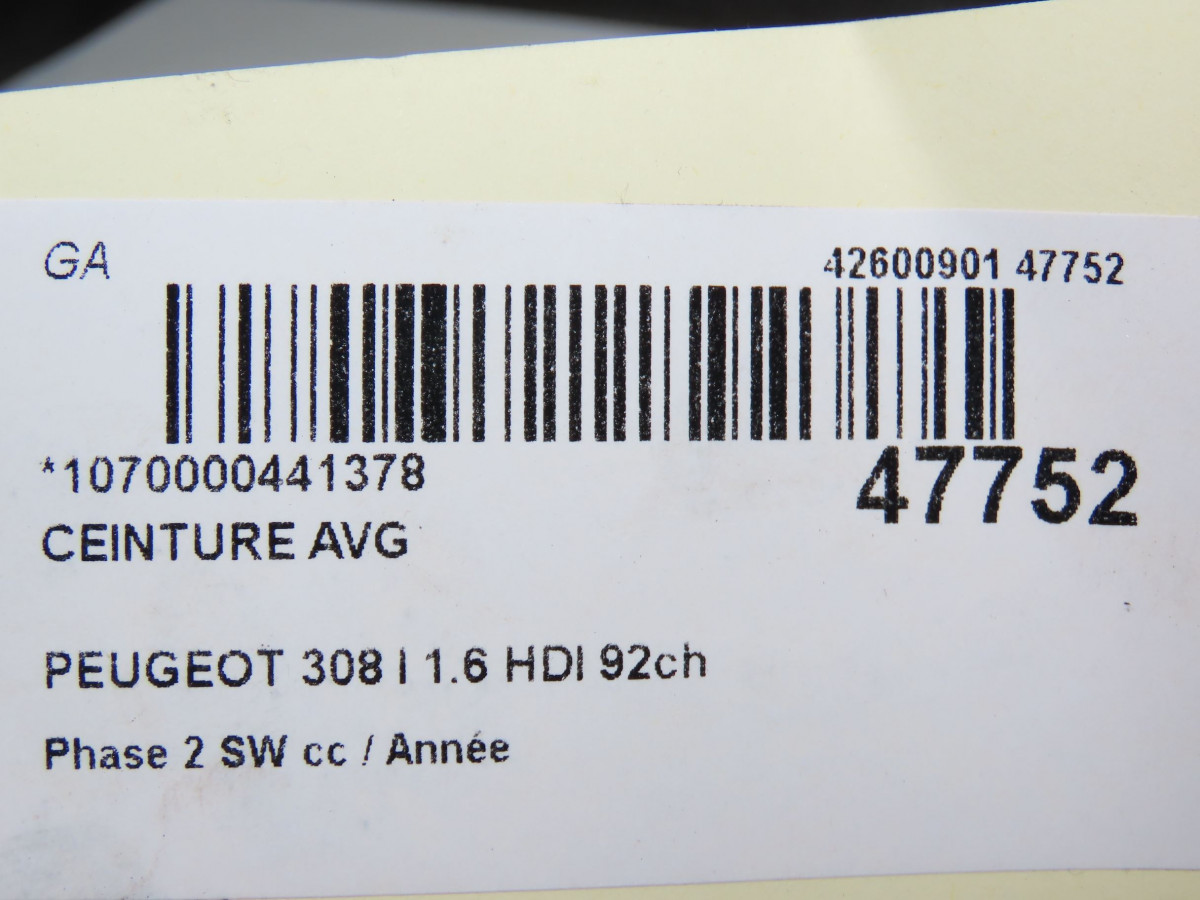 GA
42600901 47752
*1070000441378
47752
CEINTURE AVG
PEUGEOT 308 I 1.6 HDI 92ch
Phase 2 SW cc / Année